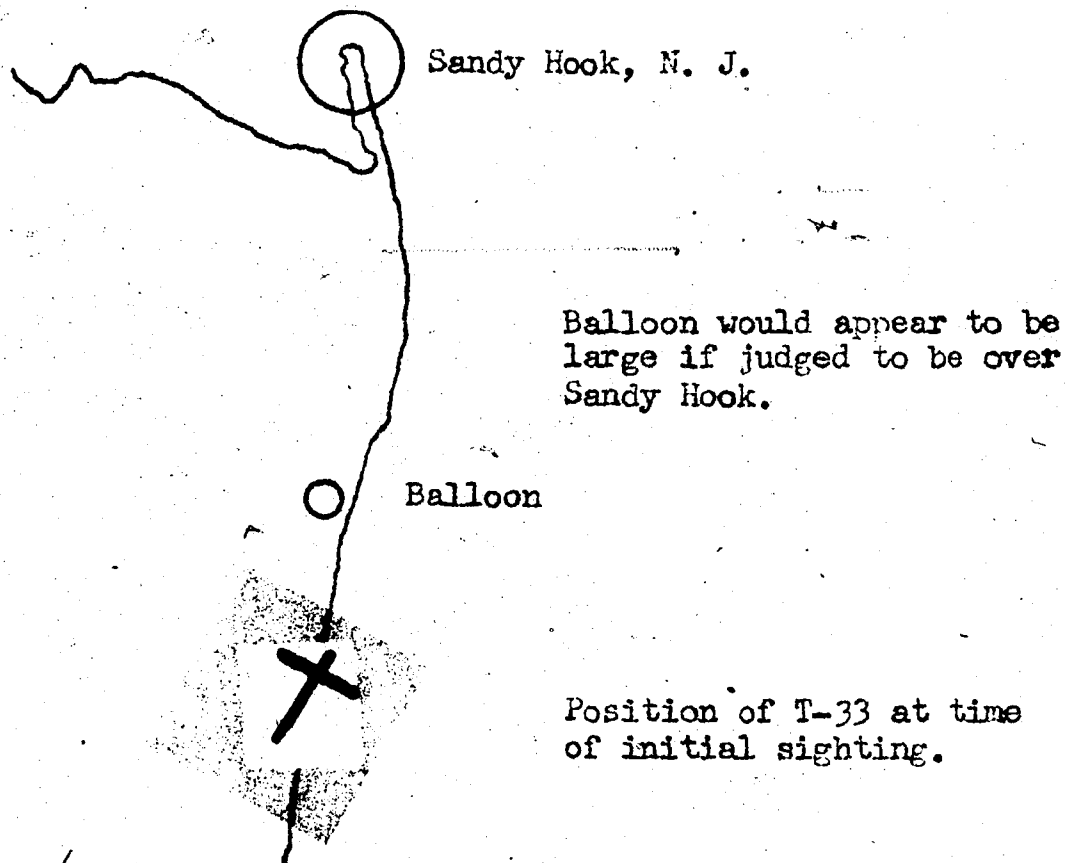 Sandy Hook, N. J.
Balloon would appear to be
large if judged to be over
Sandy Hook.
Balloon
Position of T-33 at time
of initial sighting.